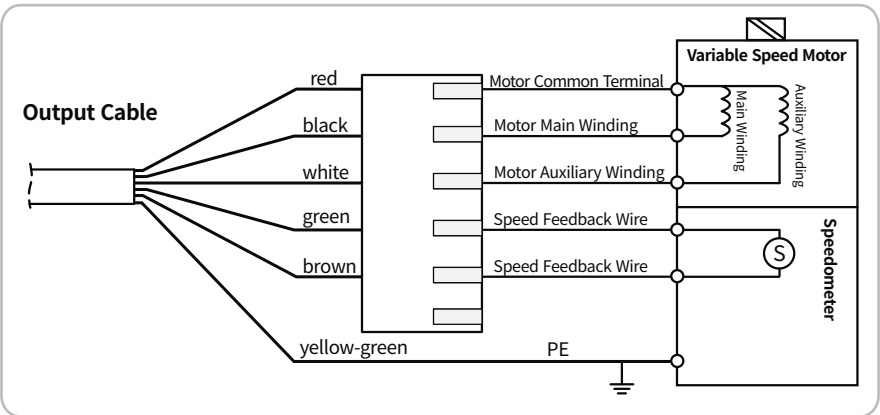 Output Cable
red
black
white
green
brown
yellow-green
Motor Common Terminal
Motor Main Winding
Motor Auxiliary Winding
Speed Feedback Wire
Speed Feedback Wire
PE
Variable Speed Motor
Main Winding
Auxiliary Winding
S
Speedometer